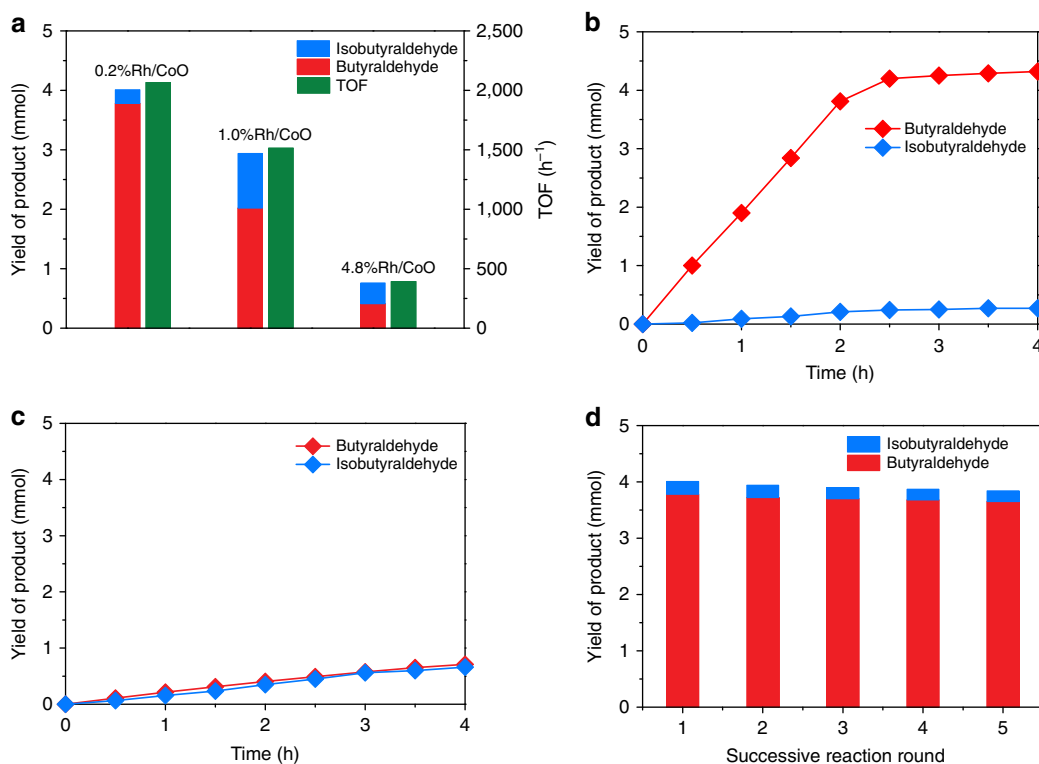 a
Yield of product (mmol)
5
4
3
2
1
0
0.2%Rh/CoO
1.0%Rh/CoO
4.8%Rh/CoO
Isobutyraldehyde
Butyraldehyde
TOF
2,500
2,000
1,500
1,000
500
0
TOF (h⁻¹)
b
Yield of product (mmol)
5
4
3
2
1
0
Butyraldehyde
Isobutyraldehyde
0 1 2 3 4
Time (h)
c
Yield of product (mmol)
5
4
3
2
1
0
Butyraldehyde
Isobutyraldehyde
0 1 2 3 4
Time (h)
d
Yield of product (mmol)
5
4
3
2
1
0
Isobutyraldehyde
Butyraldehyde
1 2 3 4 5
Successive reaction round